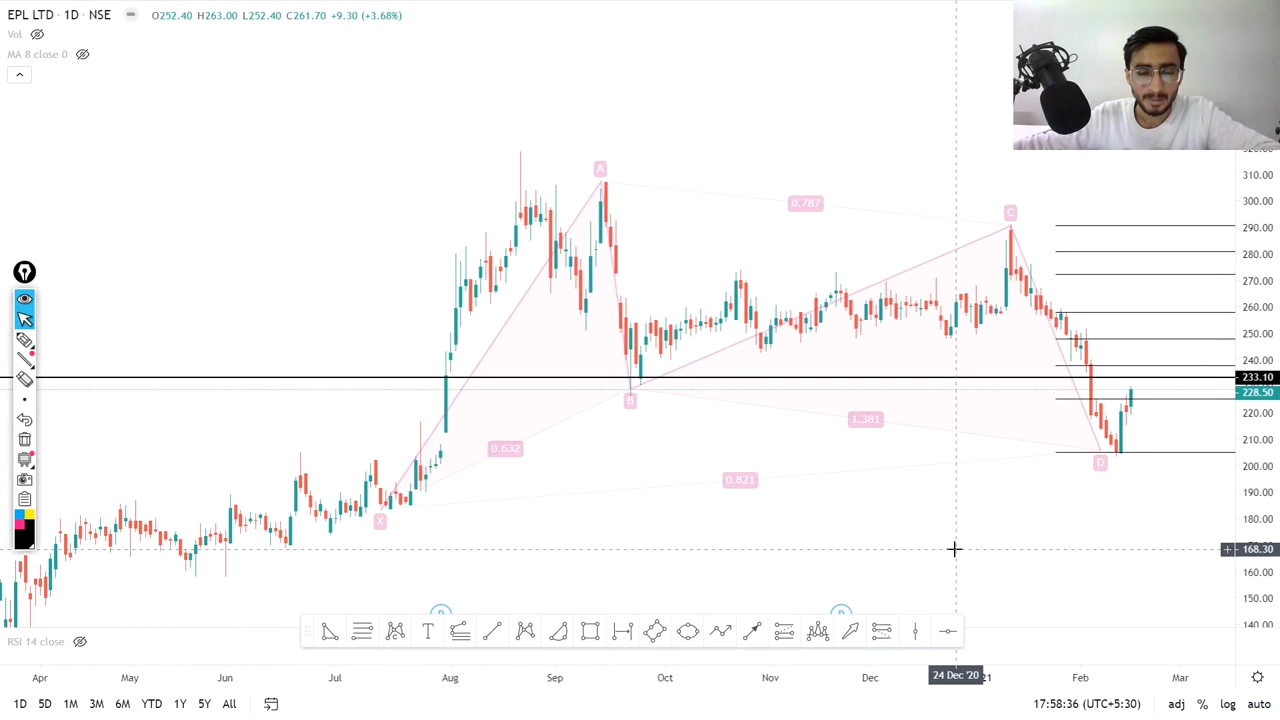 EPL LTD · 1D · NSE O252.40 H263.00 L252.40 C261.70 +9.30 (+3.68%)
Vol
MA 8 close 0
A
0.787
C
B
1.381
0.632
0.821
D
X
310.00
300.00
290.00
280.00
270.00
260.00
250.00
240.00
233.10
228.50
220.00
210.00
200.00
190.00
180.00
168.30
160.00
150.00
140.00
RSI 14 close
T
Apr May Jun Jul Aug Sep Oct Nov Dec 24 Dec '20 Feb Mar
1D 5D 1M 3M 6M YTD 1Y 5Y All 17:58:36 (UTC+5:30) adj % log auto